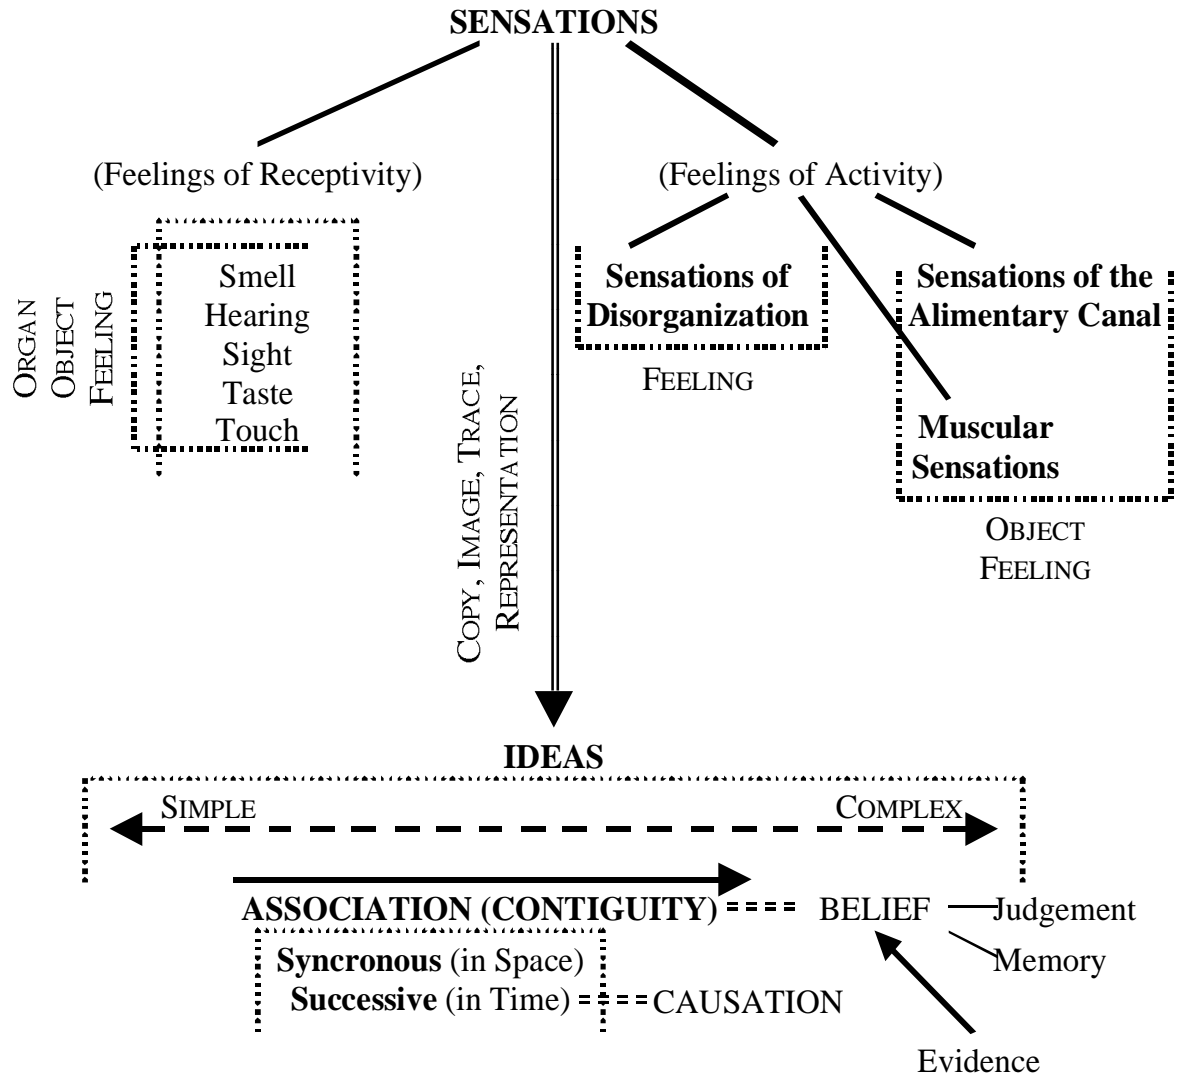 SENSATIONS
(Feelings of Receptivity)
(Feelings of Activity)
ORGAN
OBJECT
FEELING
Smell
Hearing
Sight
Taste
Touch
Sensations of
Disorganization
FEELING
Sensations of the
Alimentary Canal
Muscular
Sensations
OBJECT
FEELING
COPY, IMAGE, TRACE,
REPRESENTATION
IDEAS
SIMPLE
COMPLEX
ASSOCIATION (CONTIGUITY)
BELIEF
Judgement
Memory
Syncronous (in Space)
Successive (in Time)
CAUSATION
Evidence